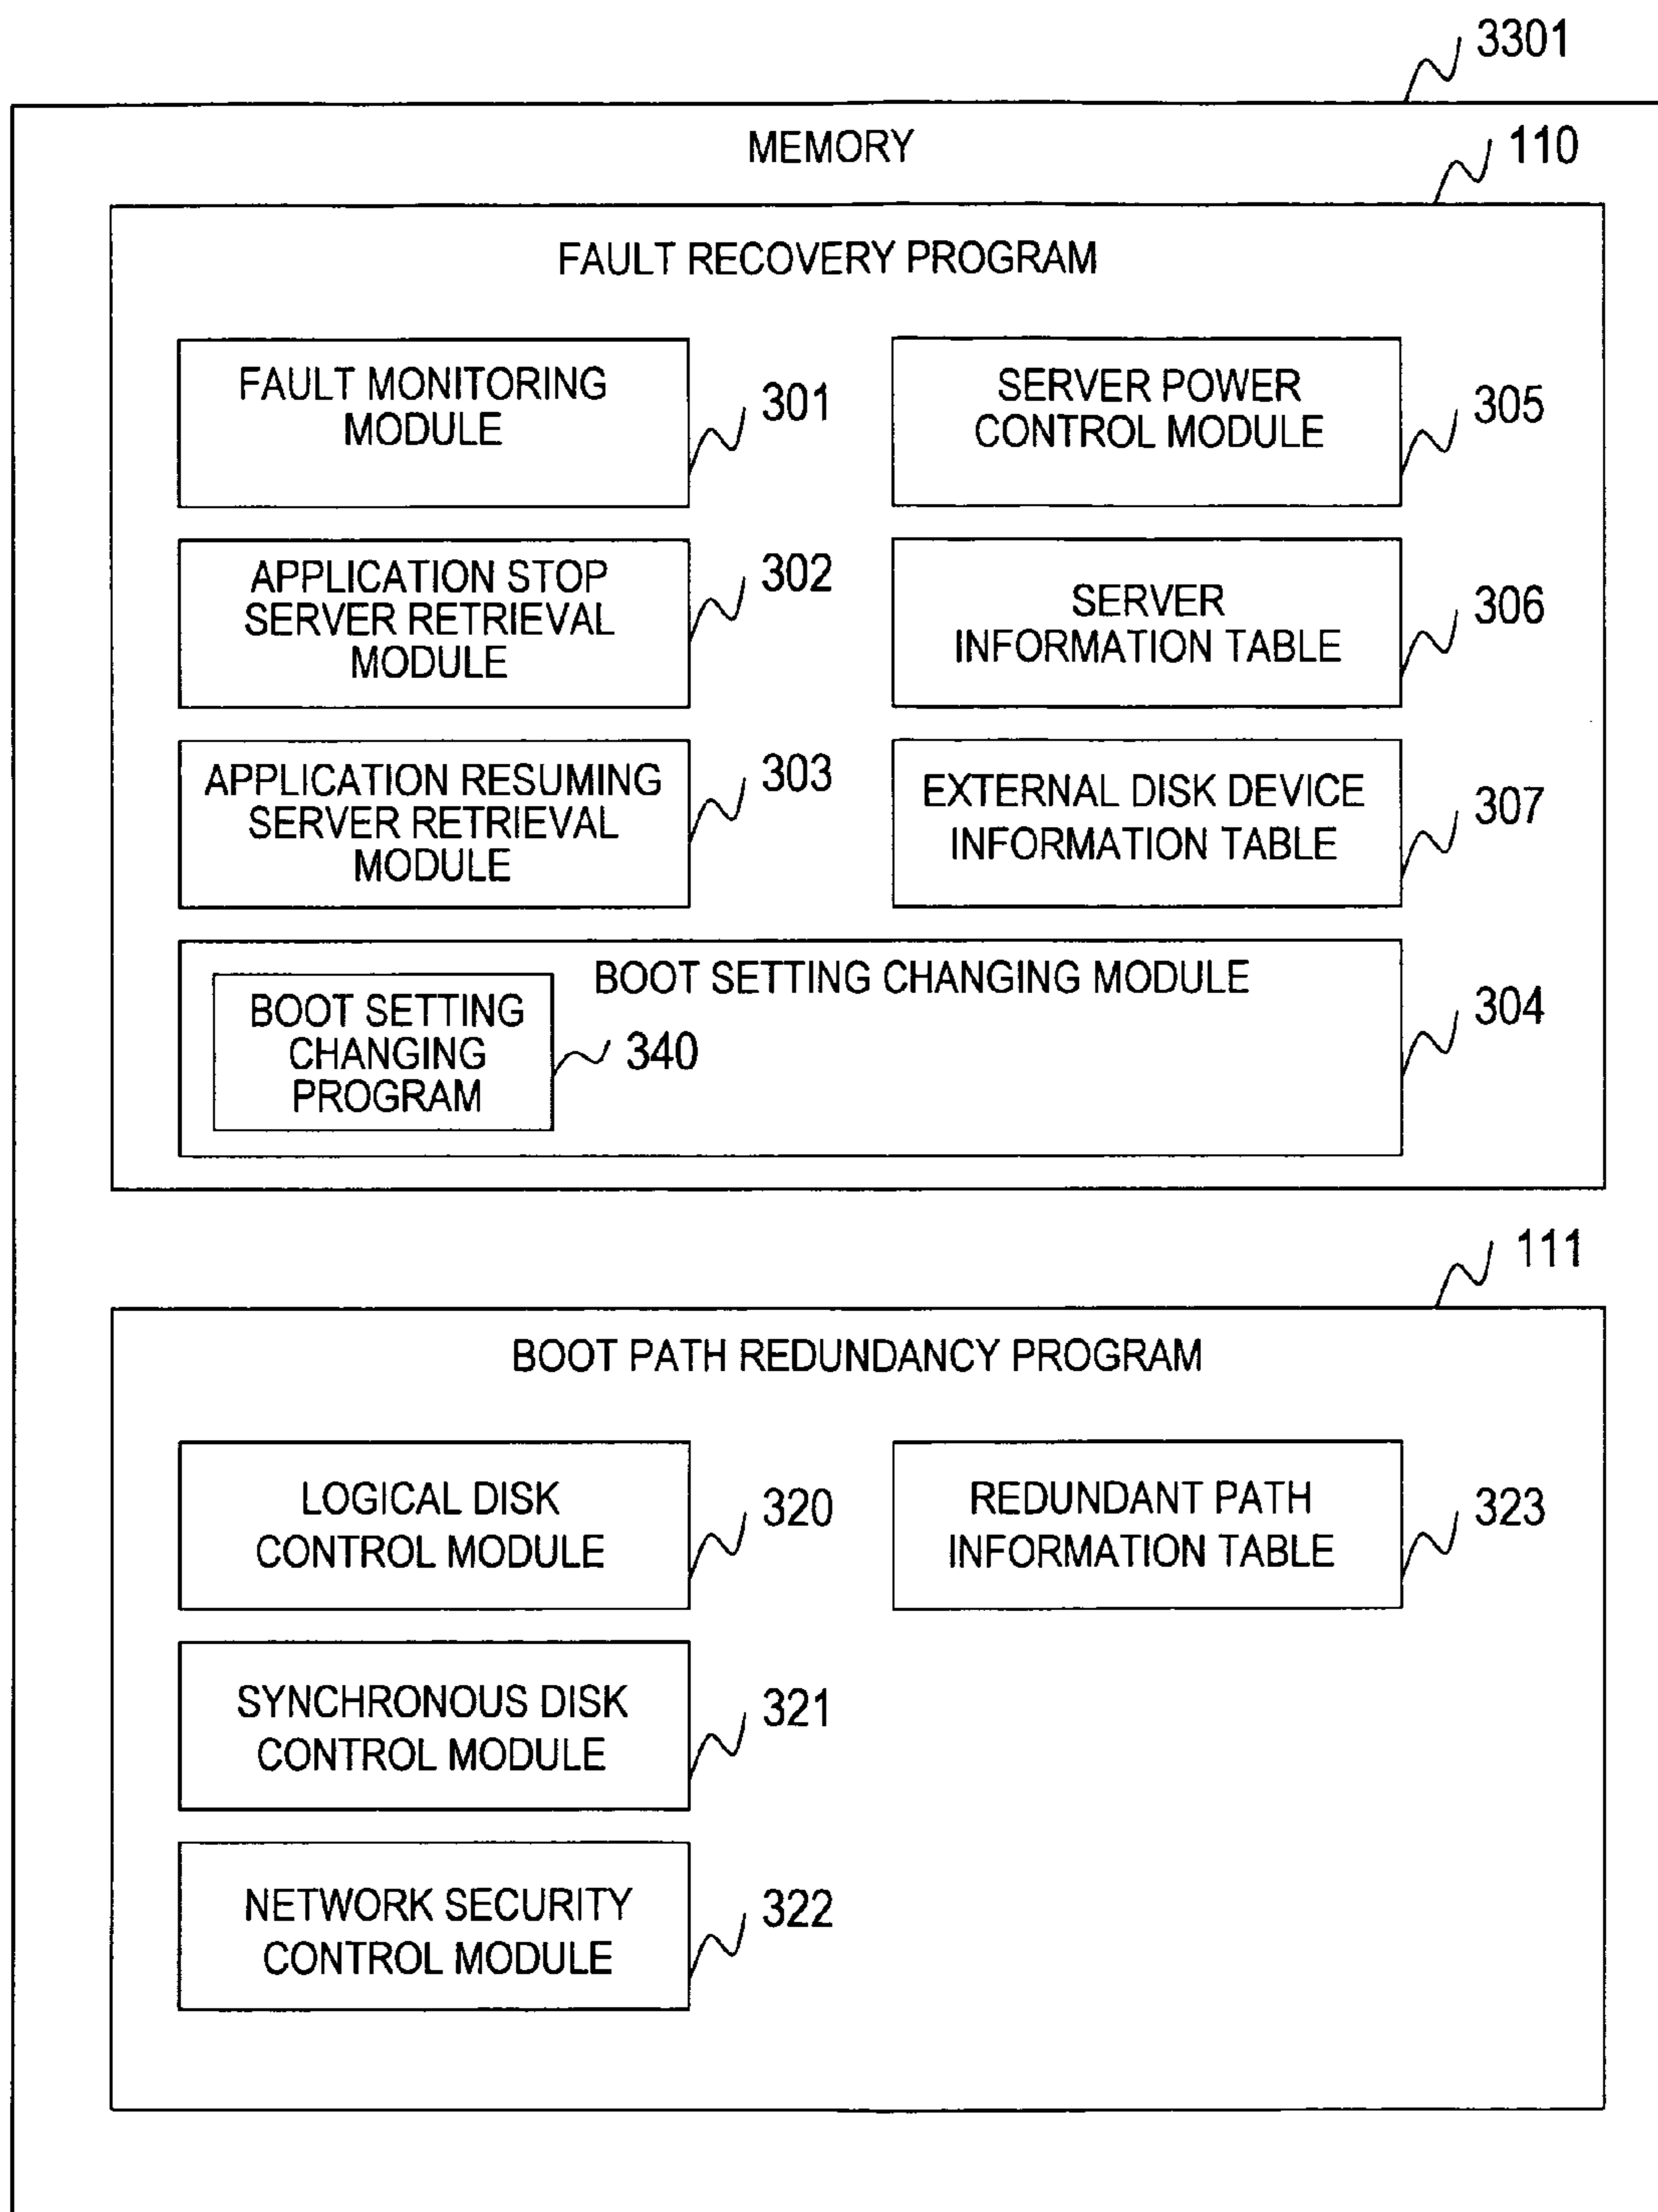 3301
MEMORY
110
FAULT RECOVERY PROGRAM
FAULT MONITORING
MODULE
301
SERVER POWER
CONTROL MODULE
305
APPLICATION STOP
SERVER RETRIEVAL
MODULE
302
SERVER
INFORMATION TABLE
306
APPLICATION RESUMING
SERVER RETRIEVAL
MODULE
303
EXTERNAL DISK DEVICE
INFORMATION TABLE
307
BOOT SETTING CHANGING MODULE
304
BOOT SETTING
CHANGING
PROGRAM
340
111
BOOT PATH REDUNDANCY PROGRAM
LOGICAL DISK
CONTROL MODULE
320
REDUNDANT PATH
INFORMATION TABLE
323
SYNCHRONOUS DISK
CONTROL MODULE
321
NETWORK SECURITY
CONTROL MODULE
322